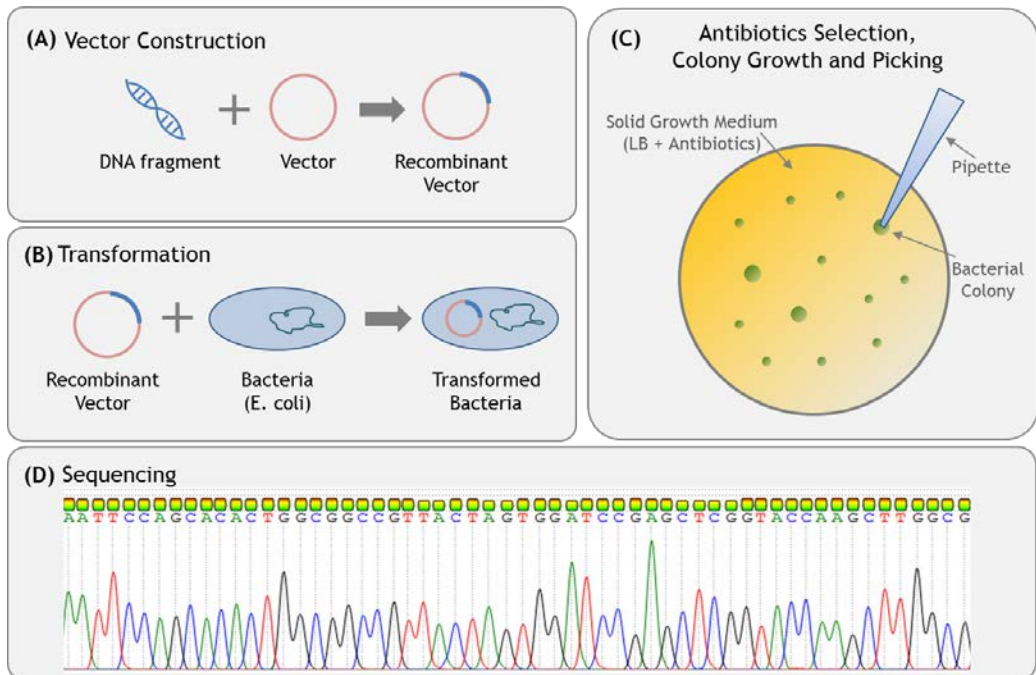 (A) Vector Construction
DNA fragment
Vector
Recombinant
Vector
(B) Transformation
Recombinant
Vector
Bacteria
(E. coli)
Transformed
Bacteria
(C)
Antibiotics Selection,
Colony Growth and Picking
Solid Growth Medium
(LB + Antibiotics)
Pipette
Bacterial
Colony
(D) Sequencing
AATTCCAGCACACTGGCGGCCGTTACTAGTGGATCCGAGCTCGGTACCAAGCTTGGCG